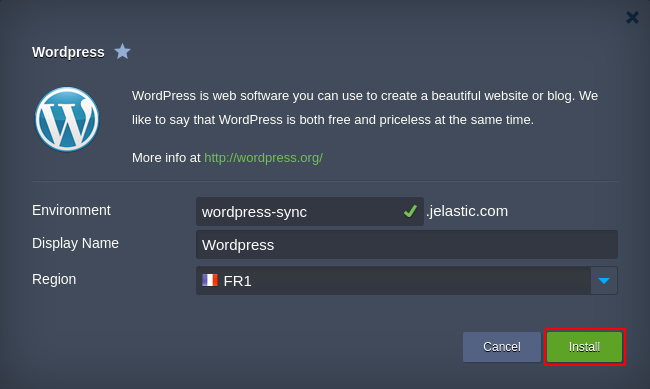 Wordpress
WordPress is web software you can use to create a beautiful website or blog. We
like to say that WordPress is both free and priceless at the same time.
More info at http://wordpress.org/
Environment wordpress-sync .jelastic.com
Display Name Wordpress
Region FR1
Cancel Install